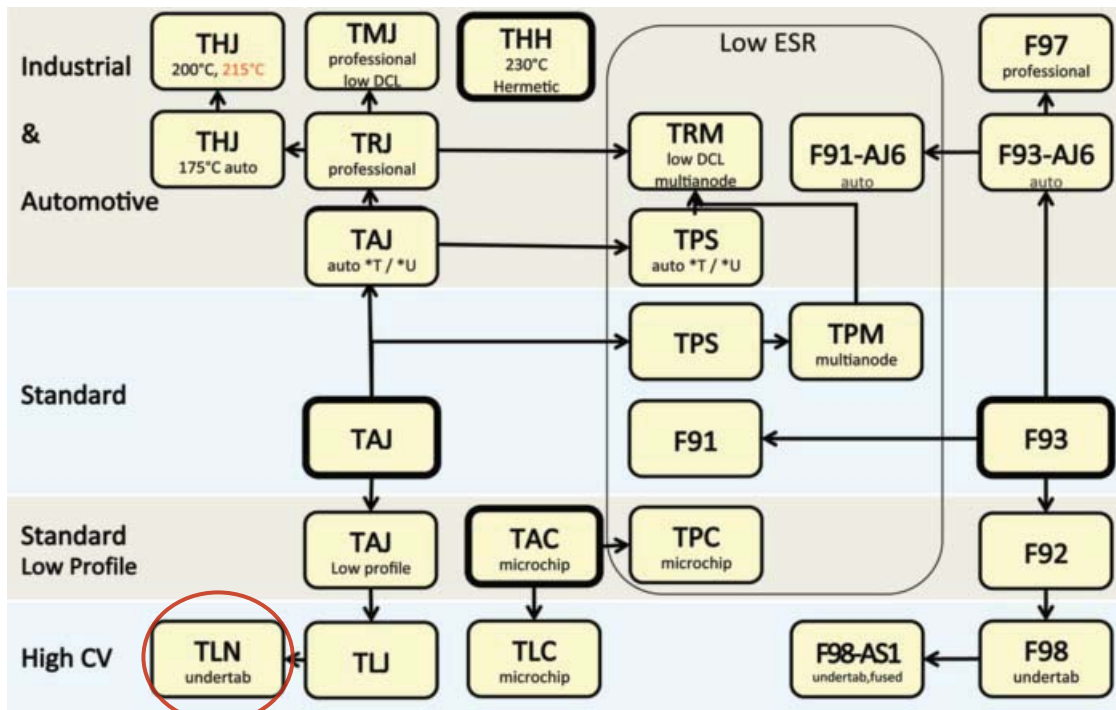 Industrial
&
Automotive
THJ
200°C, 215°C
TMJ
professional
low DCL
THH
230°C
Hermetic
Low ESR
F97
professional
THJ
175°C auto
TRJ
professional
TRM
low DCL
multianode
F91-AJ6
auto
F93-AJ6
auto
TAJ
auto *T / *U
TPS
auto *T / *U
Standard
TPS
TPM
multianode
TAJ
F91
F93
Standard
Low Profile
TAJ
Low profile
TAC
microchip
TPC
microchip
F92
High CV
TLN
undertab
TLJ
TLC
microchip
F98-AS1
undertab,fused
F98
undertab